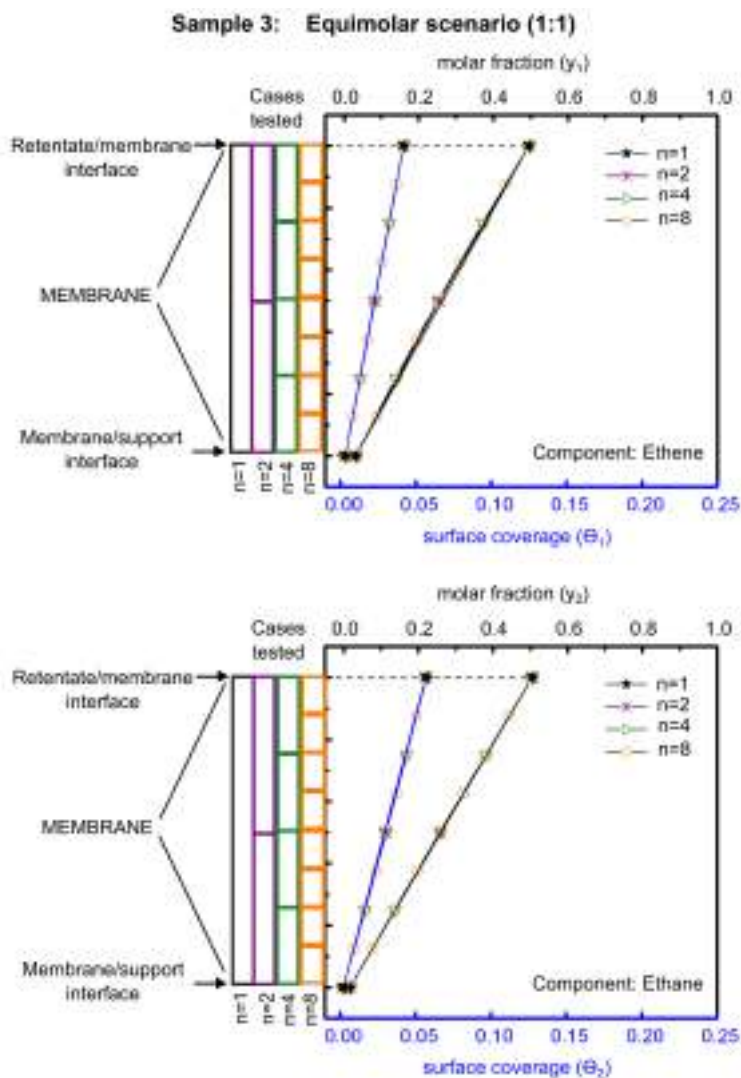 Sample 3: Equimolar scenario (1:1)
molar fraction (y₁)
Cases
tested
0.0 0.2 0.4 0.6 0.8 1.0
Retentate/membrane
interface
n=1
n=2
n=4
n=8
MEMBRANE
Membrane/support
interface
Component: Ethene
n=1
n=2
n=4
n=8
0.00 0.05 0.10 0.15 0.20 0.25
surface coverage (Θ₁)
molar fraction (y₂)
Cases
tested
0.0 0.2 0.4 0.6 0.8 1.0
Retentate/membrane
interface
n=1
n=2
n=4
n=8
MEMBRANE
Membrane/support
interface
Component: Ethane
n=1
n=2
n=4
n=8
0.00 0.05 0.10 0.15 0.20 0.25
surface coverage (Θ₂)